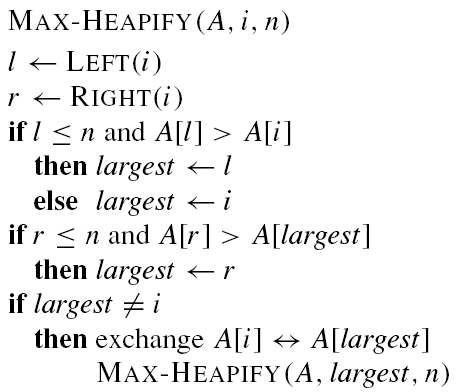 MAX-HEAPIFY(A, i, n)
l ← LEFT(i)
r ← RIGHT(i)
if l ≤ n and A[l] > A[i]
then largest ← l
else largest ← i
if r ≤ n and A[r] > A[largest]
then largest ← r
if largest ≠ i
then exchange A[i] ↔ A[largest]
MAX-HEAPIFY(A, largest, n)